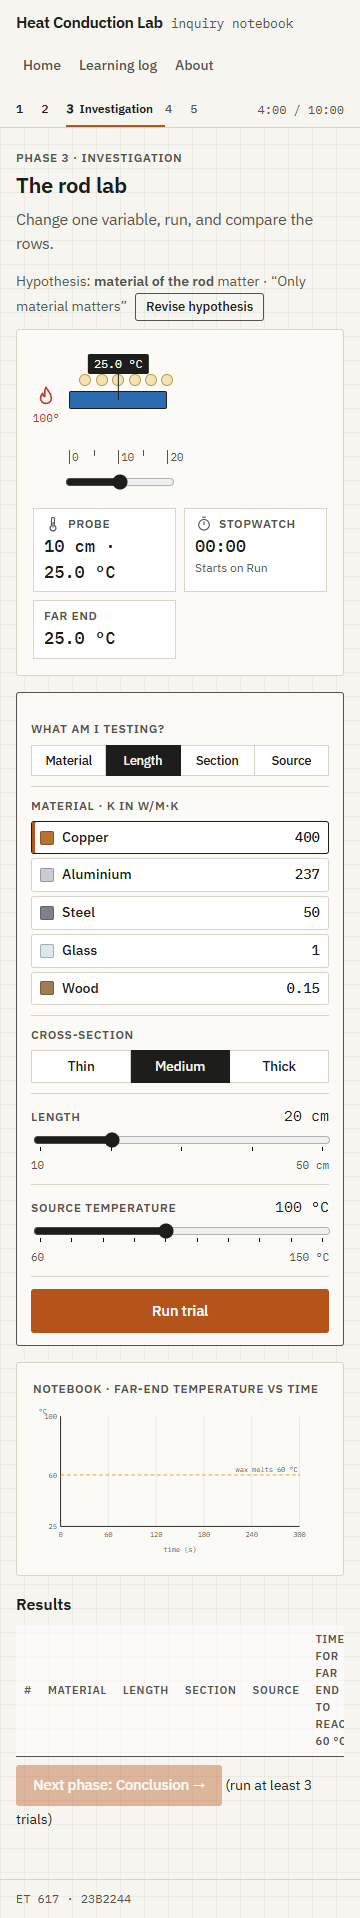 Heat Conduction Lab inquiry notebook
Home Learning log About
1 2 3 Investigation 4 5 4:00 / 10:00
PHASE 3 · INVESTIGATION
The rod lab
Change one variable, run, and compare the
rows.
Hypothesis: material of the rod matter · “Only
material matters” Revise hypothesis
25.0 °C
100°
0 10 20
PROBE
10 cm ·
25.0 °C
STOPWATCH
00:00
Starts on Run
FAR END
25.0 °C
WHAT AM I TESTING?
Material Length Section Source
MATERIAL · K IN W/M·K
Copper 400
Aluminium 237
Steel 50
Glass 1
Wood 0.15
CROSS-SECTION
Thin Medium Thick
LENGTH 20 cm
10 50 cm
SOURCE TEMPERATURE 100 °C
60 150 °C
Run trial
NOTEBOOK · FAR-END TEMPERATURE VS TIME
°C
100
wax melts 60 °C
60
25
0 60 120 180 240 300
time (s)
Results
# MATERIAL LENGTH SECTION SOURCE
TIME
FOR
FAR
END
TO
REAC
60 °C
Next phase: Conclusion → (run at least 3
trials)
ET 617 · 23B2244